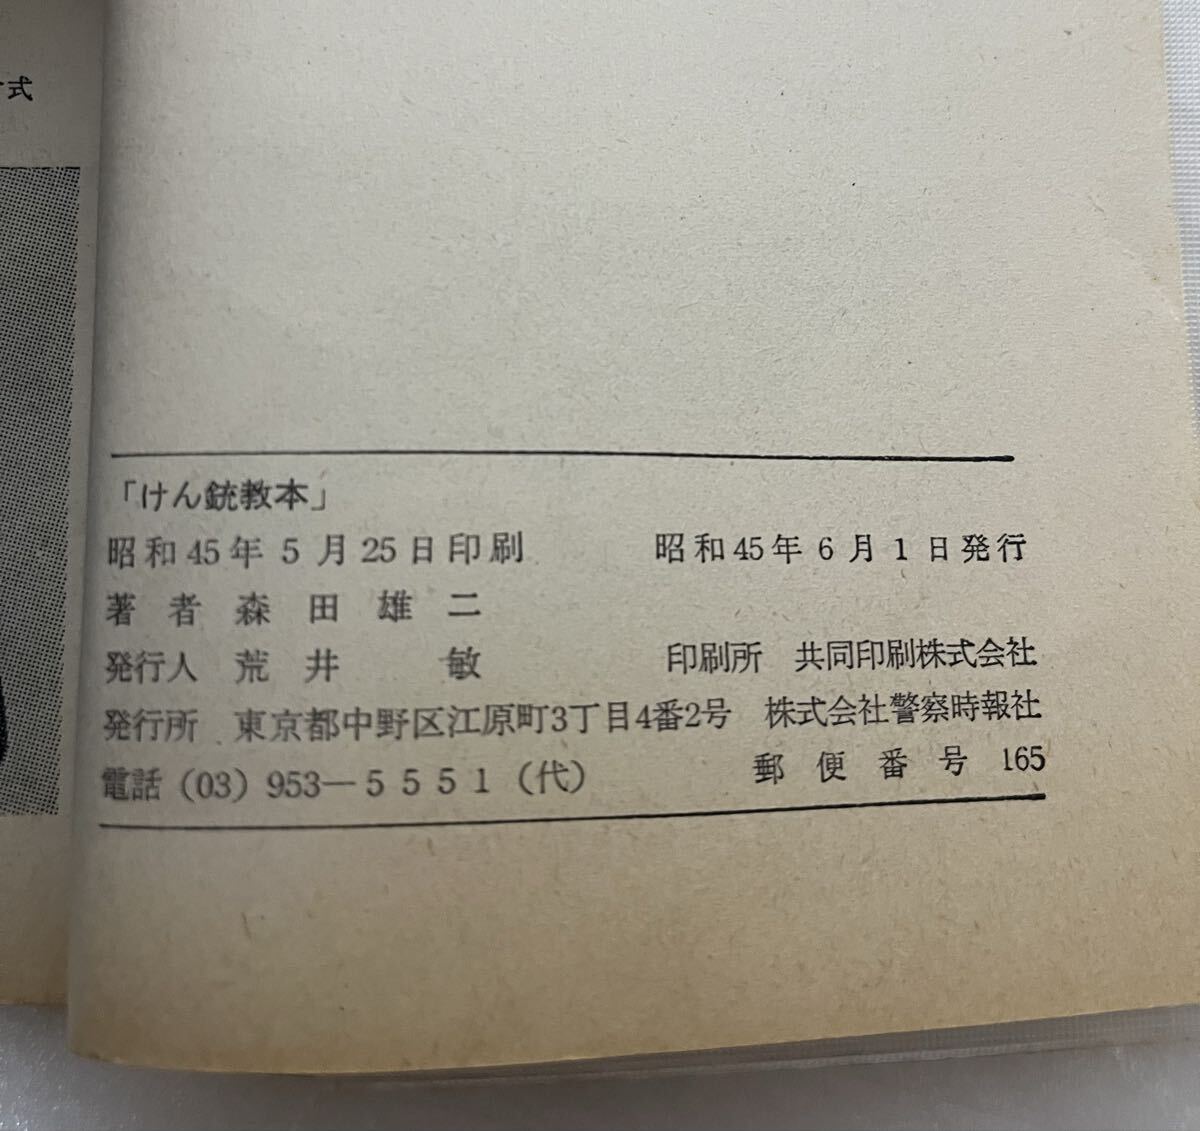 式
「けん銃教本」
昭和45年5月25日印刷　昭和45年6月1日発行
著者　森田雄二
発行人　荒井　敏　印刷所　共同印刷株式会社
発行所　東京都中野区江原町3丁目4番2号　株式会社警察時報社
電話（03）953―5551（代）　郵便番号　165